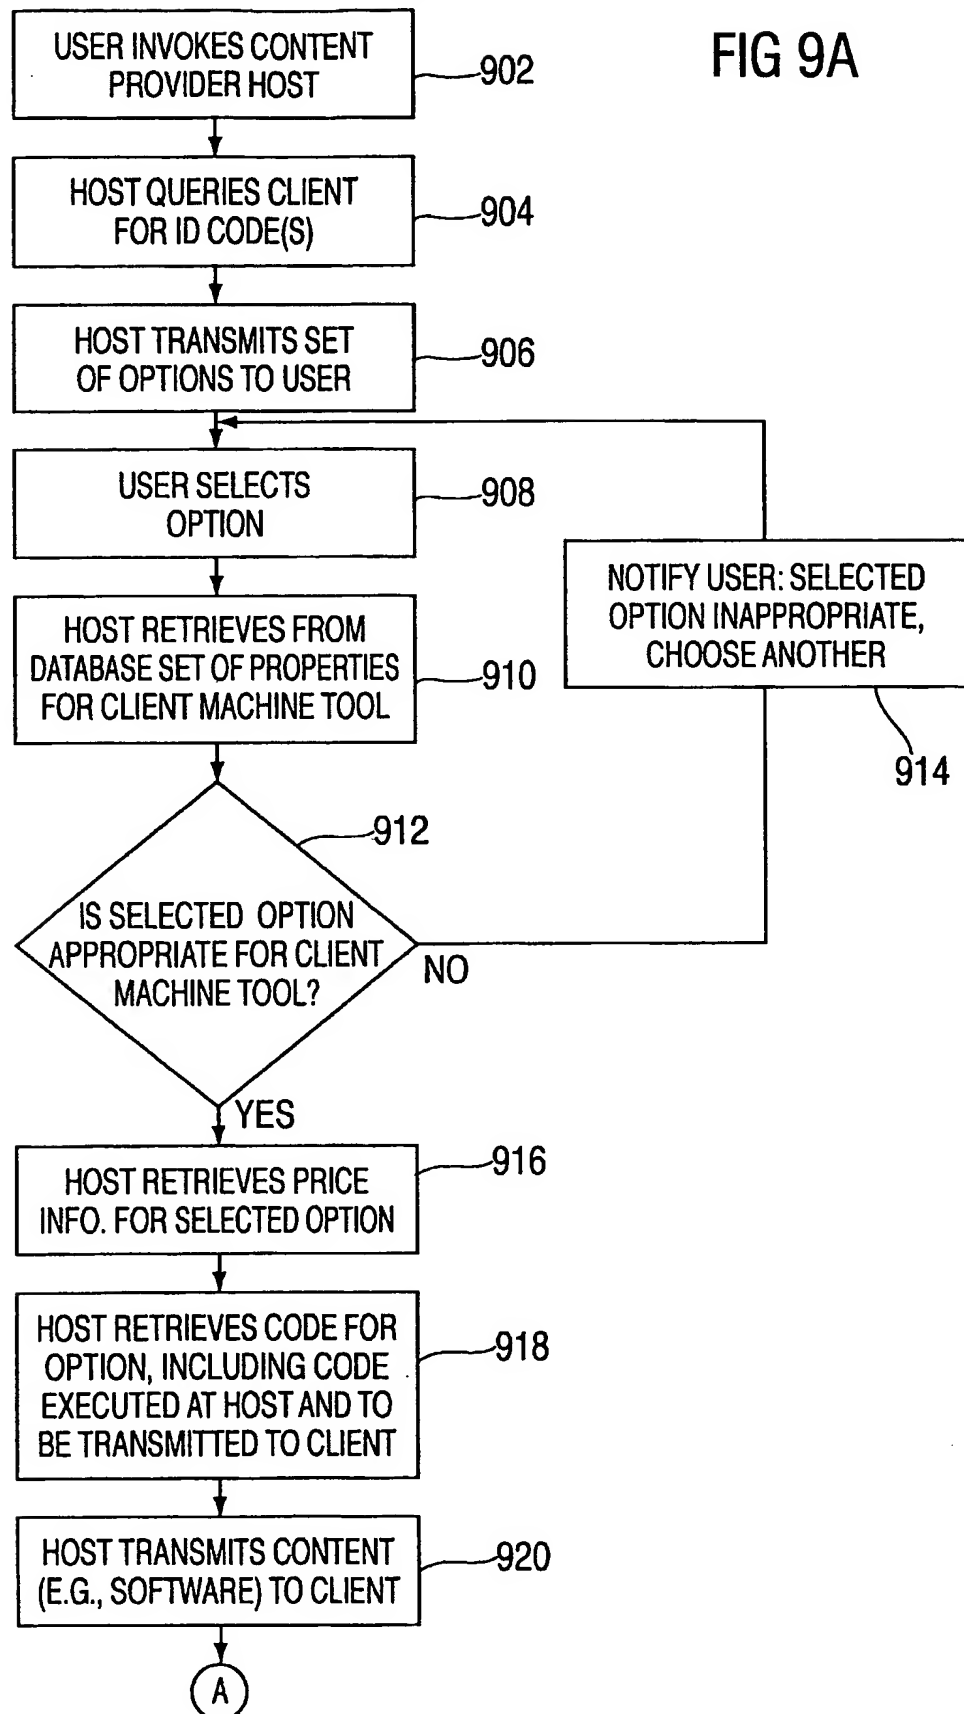 FIG 9A
USER INVOKES CONTENT
PROVIDER HOST
902
HOST QUERIES CLIENT
FOR ID CODE(S)
904
HOST TRANSMITS SET
OF OPTIONS TO USER
906
USER SELECTS
OPTION
908
HOST RETRIEVES FROM
DATABASE SET OF PROPERTIES
FOR CLIENT MACHINE TOOL
910
NOTIFY USER: SELECTED
OPTION INAPPROPRIATE,
CHOOSE ANOTHER
914
912
IS SELECTED OPTION
APPROPRIATE FOR CLIENT
MACHINE TOOL?
NO
YES
HOST RETRIEVES PRICE
INFO. FOR SELECTED OPTION
916
HOST RETRIEVES CODE FOR
OPTION, INCLUDING CODE
EXECUTED AT HOST AND TO
BE TRANSMITTED TO CLIENT
918
HOST TRANSMITS CONTENT
(E.G., SOFTWARE) TO CLIENT
920
A